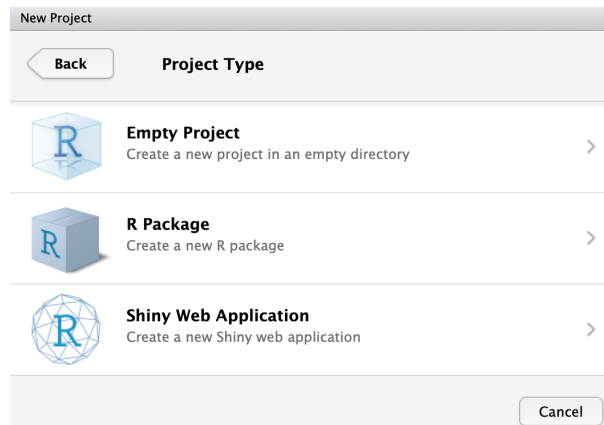 New Project
Back
Project Type
R
Empty Project
Create a new project in an empty directory
R
R Package
Create a new R package
R
Shiny Web Application
Create a new Shiny web application
Cancel